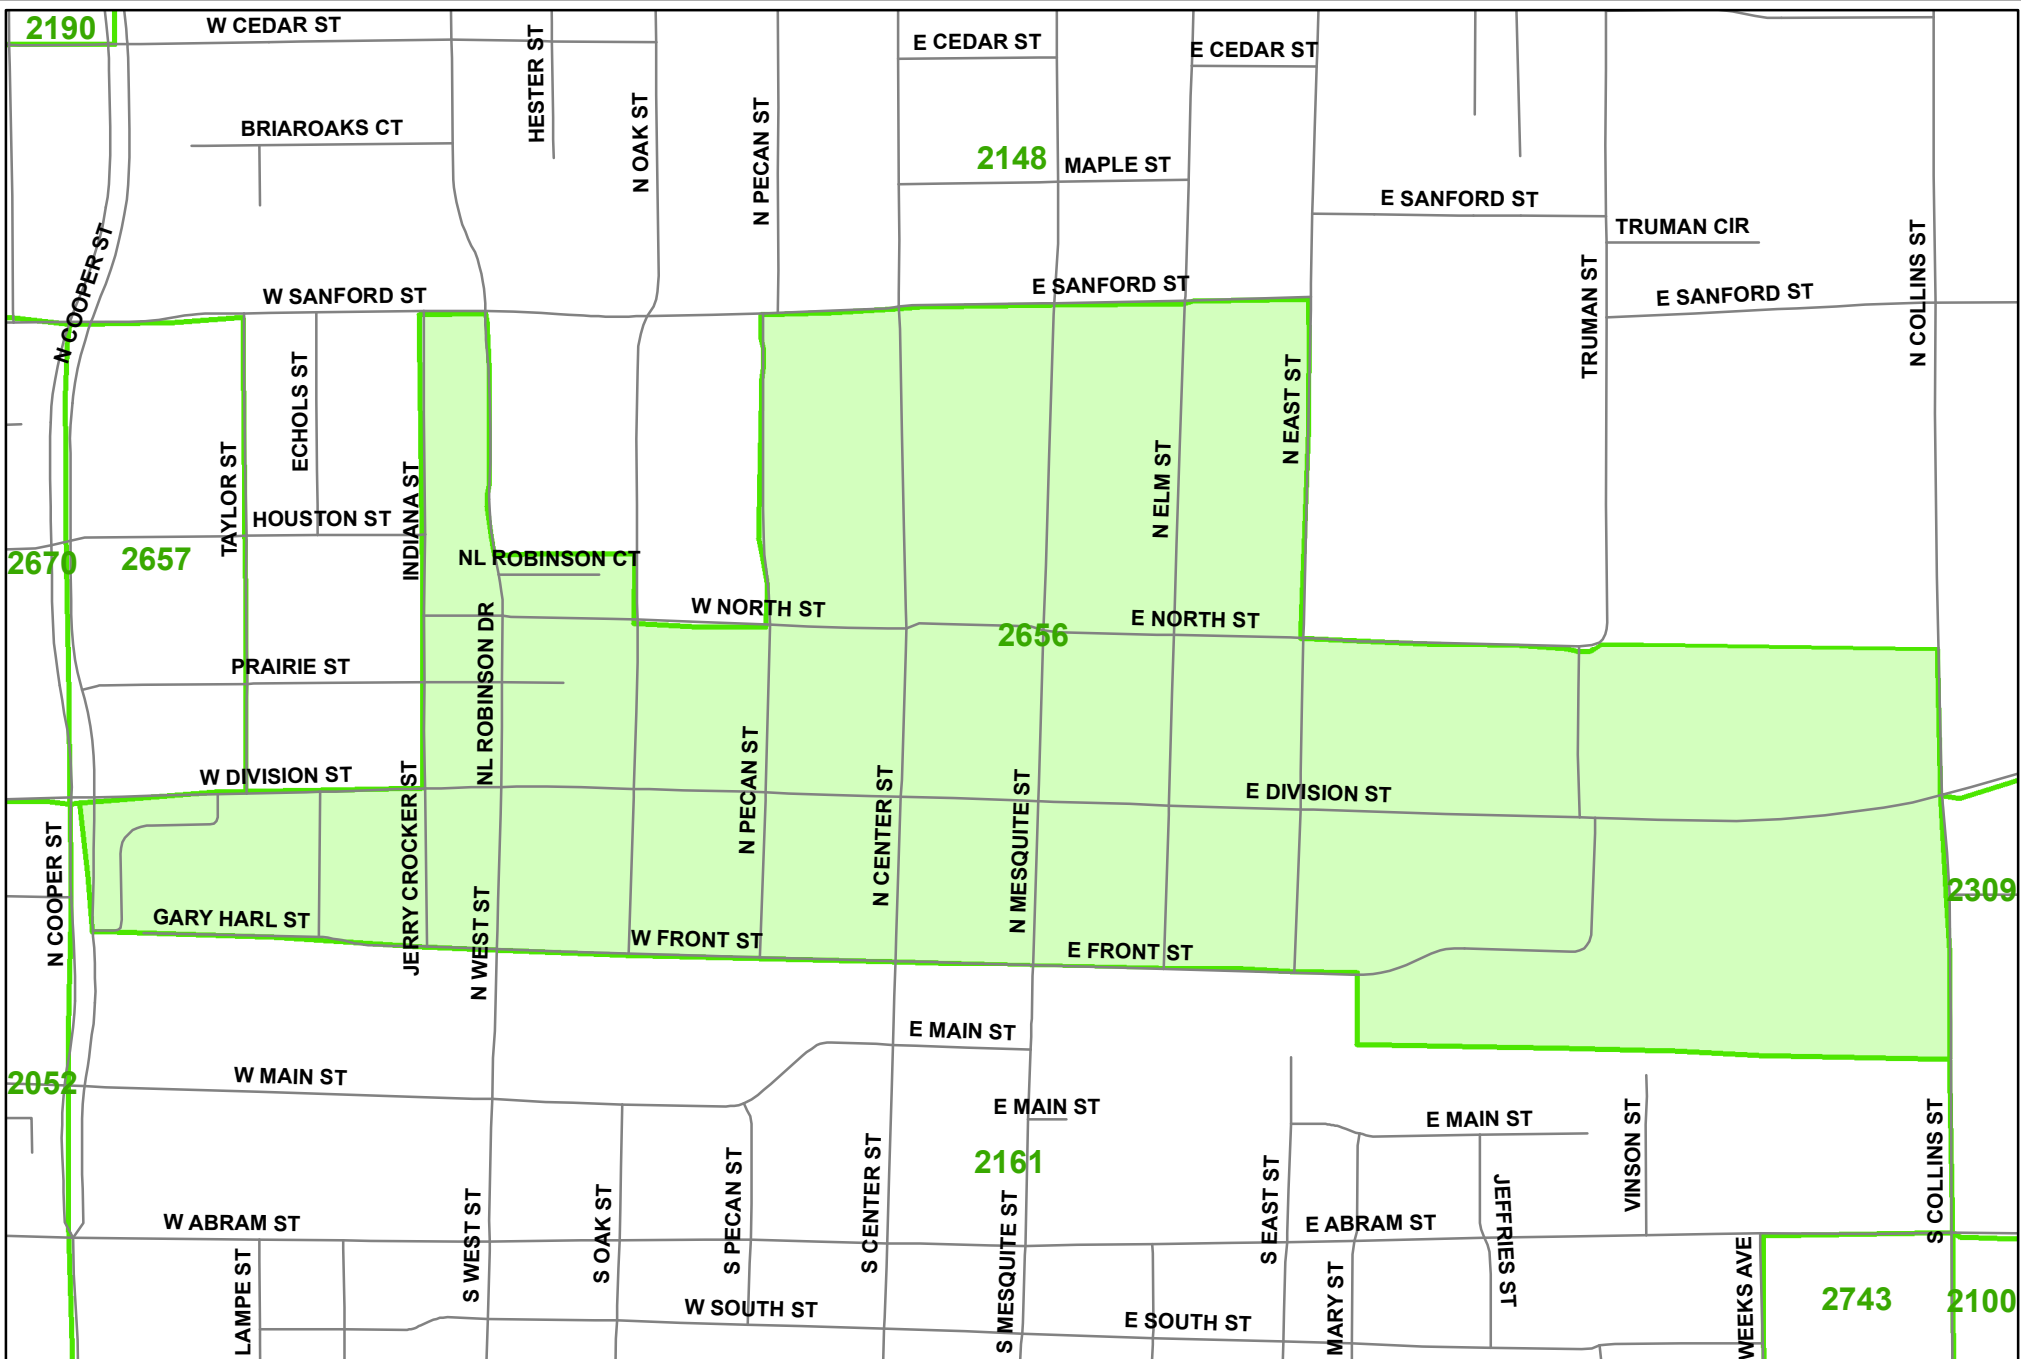 2190
W CEDAR ST
HESTER ST
E CEDAR ST
E CEDAR ST
BRIAROAKS CT
N OAK ST
N PECAN ST
2148
MAPLE ST
E SANFORD ST
TRUMAN CIR
N COOPER ST
N COLLINS ST
W SANFORD ST
E SANFORD ST
TRUMAN ST
E SANFORD ST
ECHOLS ST
N EAST ST
TAYLOR ST
INDIANA ST
N ELM ST
HOUSTON ST
2670
2657
NL ROBINSON CT
W NORTH ST
E NORTH ST
2656
NL ROBINSON DR
PRAIRIE ST
W DIVISION ST
JERRY CROCKER ST
N PECAN ST
N CENTER ST
N MESQUITE ST
E DIVISION ST
N COOPER ST
2309
GARY HARL ST
N WEST ST
W FRONT ST
E FRONT ST
E MAIN ST
2052
W MAIN ST
E MAIN ST
E MAIN ST
VINSON ST
S COLLINS ST
2161
S PECAN ST
S CENTER ST
S EAST ST
JEFFRIES ST
S WEST ST
S OAK ST
S MESQUITE ST
W ABRAM ST
E ABRAM ST
LAMPE ST
MARY ST
WEEKS AVE
2743
2100
W SOUTH ST
E SOUTH ST